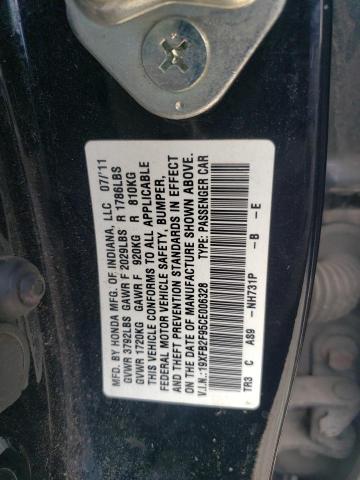 MFD. BY HONDA MFG. OF INDIANA, LLC 07/'11
GVWR 3792LBS GAWR F 2029LBS R 1786LBS
GVWR 1720KG GAWR F 920KG R 810KG
THIS VEHICLE CONFORMS TO ALL APPLICABLE
FEDERAL MOTOR VEHICLE SAFETY, BUMPER,
AND THEFT PREVENTION STANDARDS IN EFFECT
ON THE DATE OF MANUFACTURE SHOWN ABOVE.
V.I.N.:19XFB2F95CE006328 TYPE: PASSENGER CAR
TR3 C A89 -NH731P -B -E